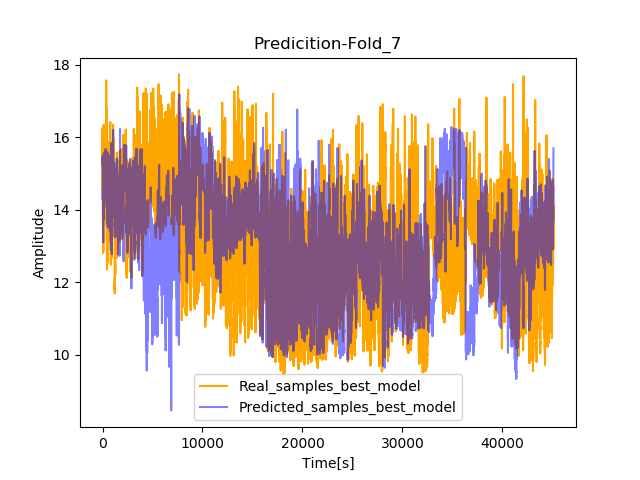 Predicition-Fold_7
18
16
14
12
10
Amplitude
0
10000
20000
30000
40000
Time[s]
Real_samples_best_model
Predicted_samples_best_model